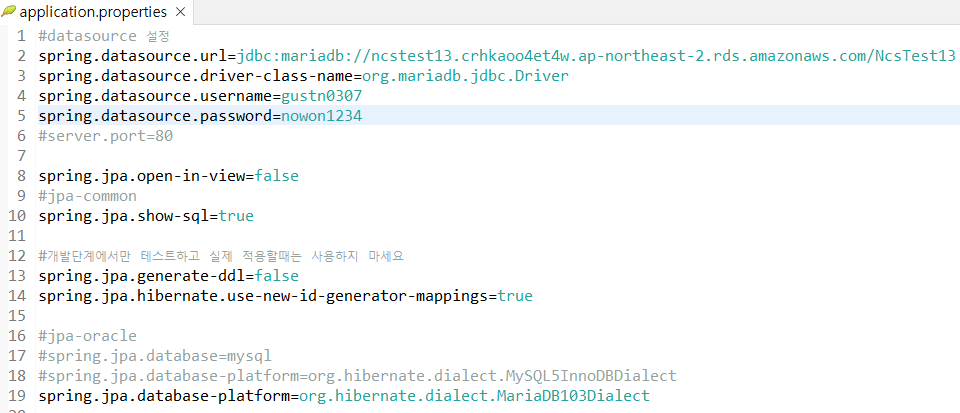 application.properties
1 #datasource 설정
2 spring.datasource.url=jdbc:mariadb://ncstest13.crhkaoo4et4w.ap-northeast-2.rds.amazonaws.com/NcsTest13
3 spring.datasource.driver-class-name=org.mariadb.jdbc.Driver
4 spring.datasource.username=gustn0307
5 spring.datasource.password=nowon1234
6 #server.port=80
7
8 spring.jpa.open-in-view=false
9 #jpa-common
10 spring.jpa.show-sql=true
11
12 #개발단계에서만 테스트하고 실제 적용할때는 사용하지 마세요
13 spring.jpa.generate-ddl=false
14 spring.jpa.hibernate.use-new-id-generator-mappings=true
15
16 #jpa-oracle
17 #spring.jpa.database=mysql
18 #spring.jpa.database-platform=org.hibernate.dialect.MySQL5InnoDBDialect
19 spring.jpa.database-platform=org.hibernate.dialect.MariaDB103Dialect